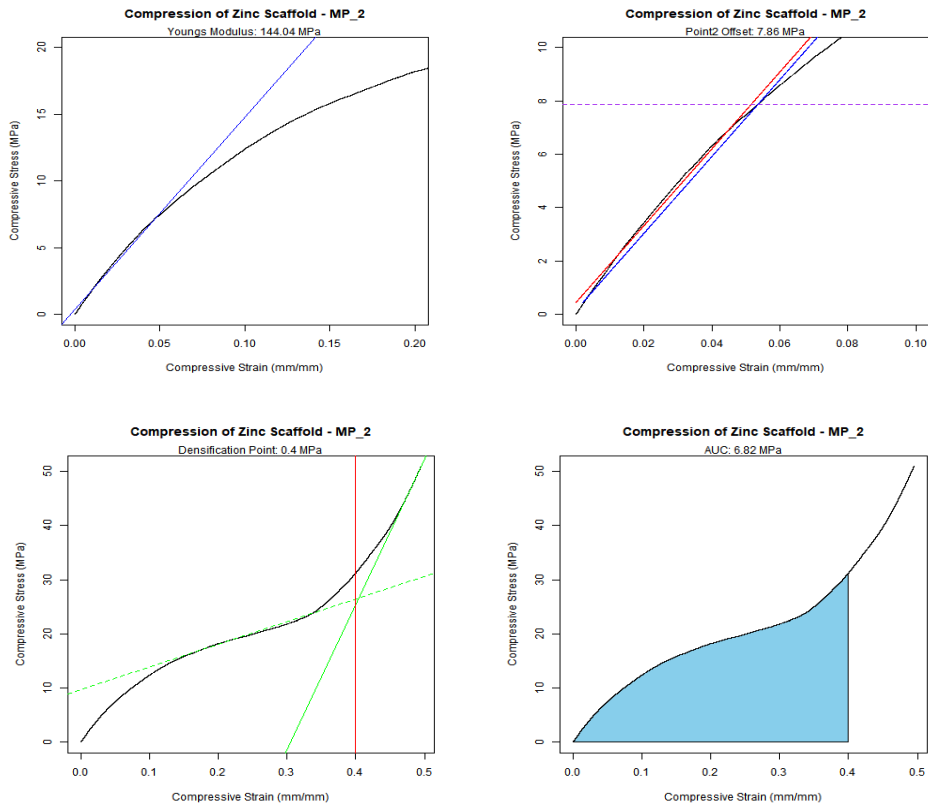 Compression of Zinc Scaffold - MP_2
Youngs Modulus: 144.04 MPa
20
15
10
5
0
Compressive Stress (MPa)
0.00 0.05 0.10 0.15 0.20
Compressive Strain (mm/mm)
Compression of Zinc Scaffold - MP_2
Point2 Offset: 7.86 MPa
10
8
6
4
2
0
Compressive Stress (MPa)
0.00 0.02 0.04 0.06 0.08 0.10
Compressive Strain (mm/mm)
Compression of Zinc Scaffold - MP_2
Densification Point: 0.4 MPa
50
40
30
20
10
0
Compressive Stress (MPa)
0.0 0.1 0.2 0.3 0.4 0.5
Compressive Strain (mm/mm)
Compression of Zinc Scaffold - MP_2
AUC: 6.82 MPa
50
40
30
20
10
0
Compressive Stress (MPa)
0.0 0.1 0.2 0.3 0.4 0.5
Compressive Strain (mm/mm)